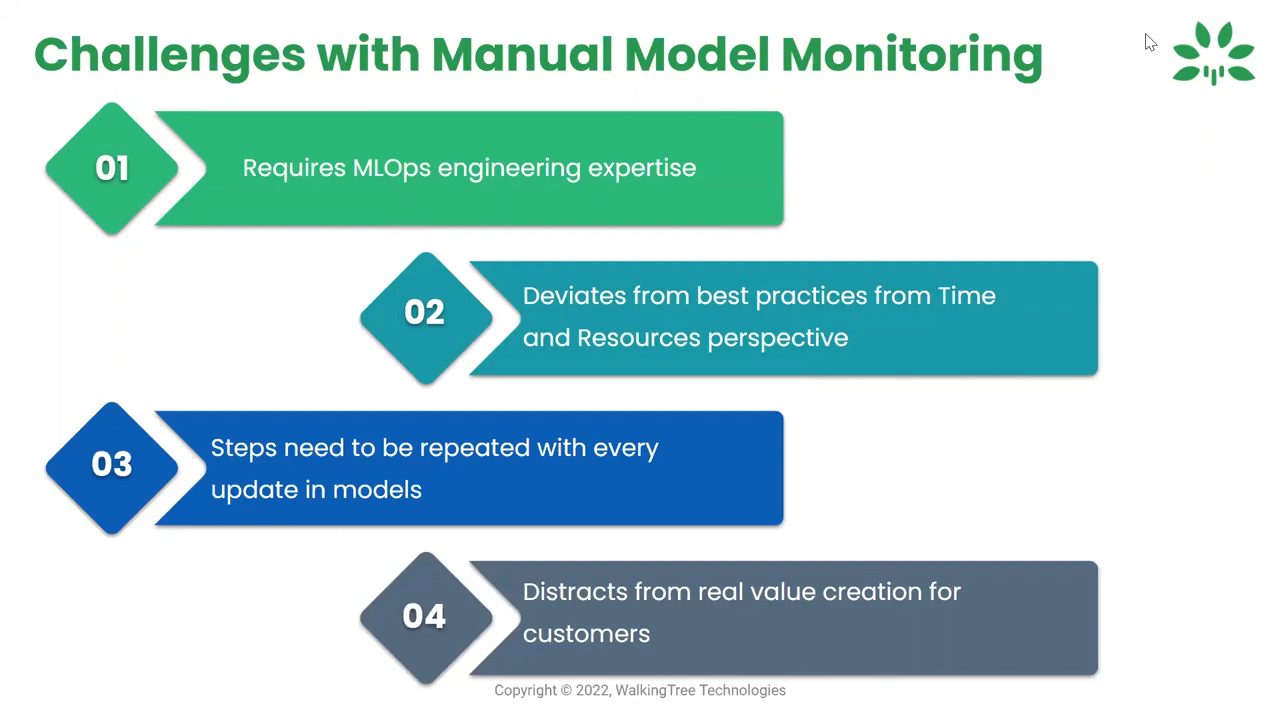 Challenges with Manual Model Monitoring
01
Requires MLOps engineering expertise
02
Deviates from best practices from Time
and Resources perspective
03
Steps need to be repeated with every
update in models
04
Distracts from real value creation for
customers
Copyright © 2022, WalkingTree Technologies